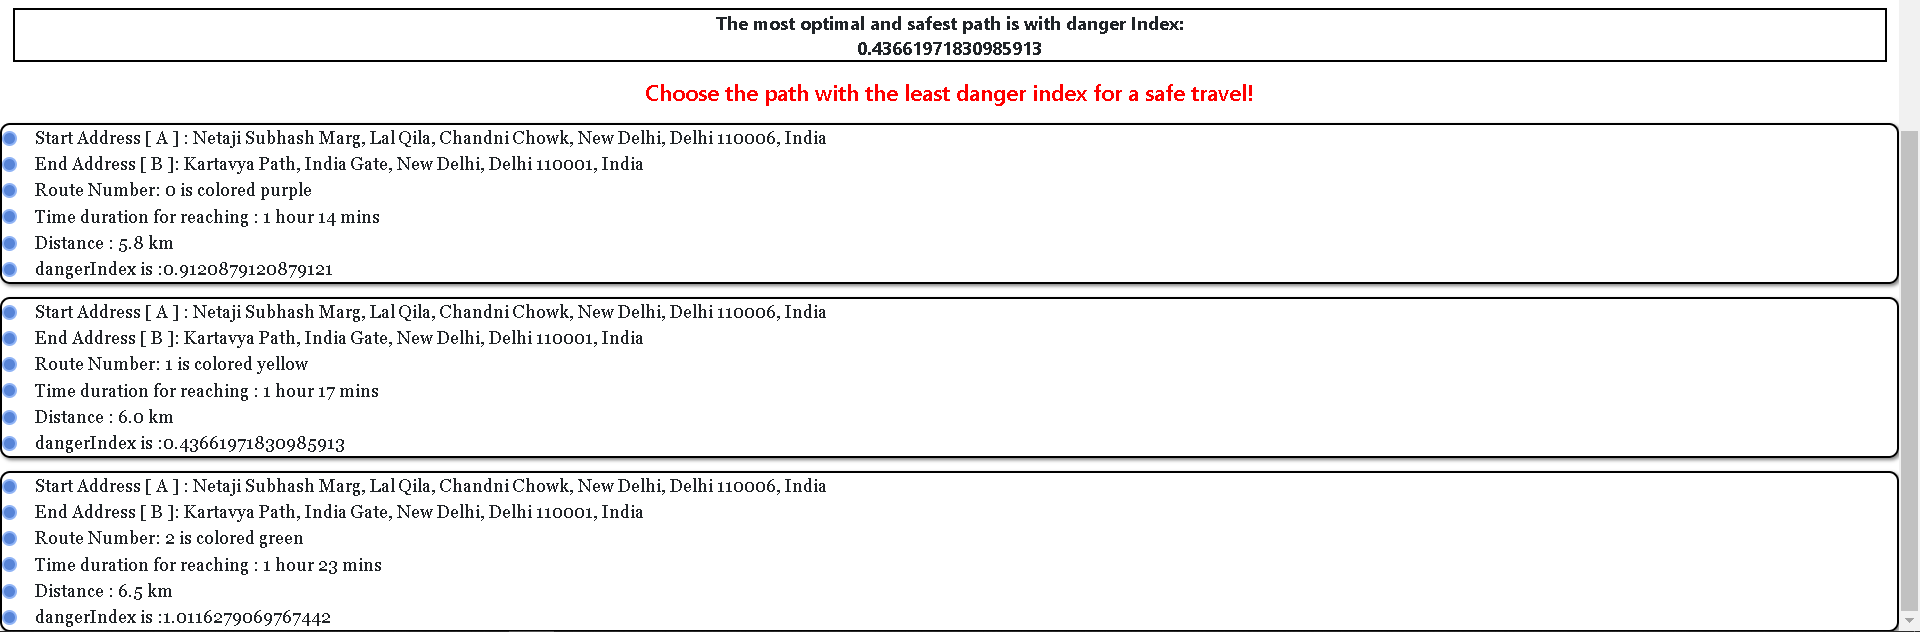 The most optimal and safest path is with danger Index:
0.43661971830985913
Choose the path with the least danger index for a safe travel!
Start Address [ A ] : Netaji Subhash Marg, Lal Qila, Chandni Chowk, New Delhi, Delhi 110006, India
End Address [ B ]: Kartavya Path, India Gate, New Delhi, Delhi 110001, India
Route Number: 0 is colored purple
Time duration for reaching : 1 hour 14 mins
Distance : 5.8 km
dangerIndex is :0.9120879120879121
Start Address [ A ] : Netaji Subhash Marg, Lal Qila, Chandni Chowk, New Delhi, Delhi 110006, India
End Address [ B ]: Kartavya Path, India Gate, New Delhi, Delhi 110001, India
Route Number: 1 is colored yellow
Time duration for reaching : 1 hour 17 mins
Distance : 6.0 km
dangerIndex is :0.43661971830985913
Start Address [ A ] : Netaji Subhash Marg, Lal Qila, Chandni Chowk, New Delhi, Delhi 110006, India
End Address [ B ]: Kartavya Path, India Gate, New Delhi, Delhi 110001, India
Route Number: 2 is colored green
Time duration for reaching : 1 hour 23 mins
Distance : 6.5 km
dangerIndex is :1.0116279069767442